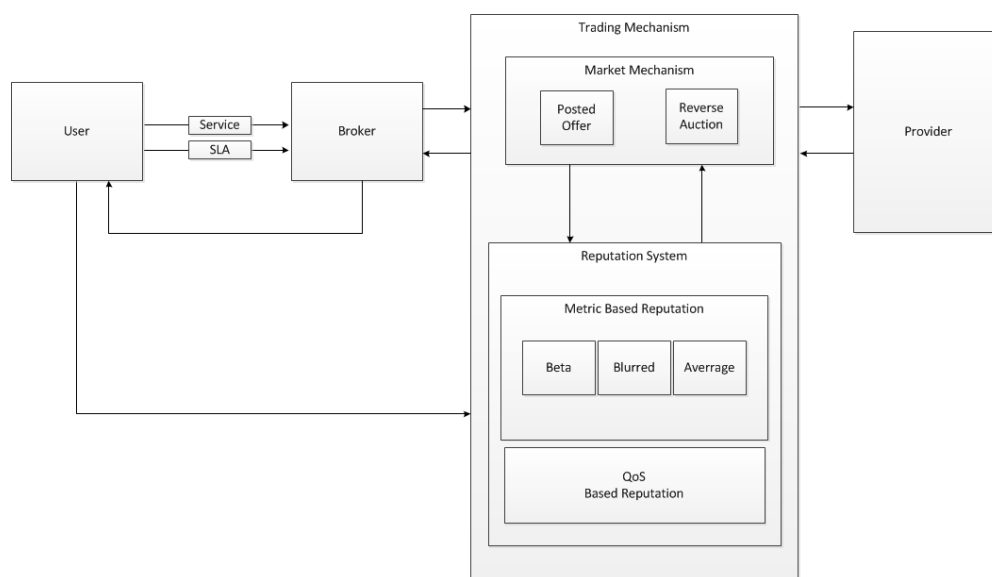 Trading Mechanism
Market Mechanism
Posted
Offer
Reverse
Auction
User
Service
SLA
Broker
Provider
Reputation System
Metric Based Reputation
Beta
Blurred
Averrage
QoS
Based Reputation